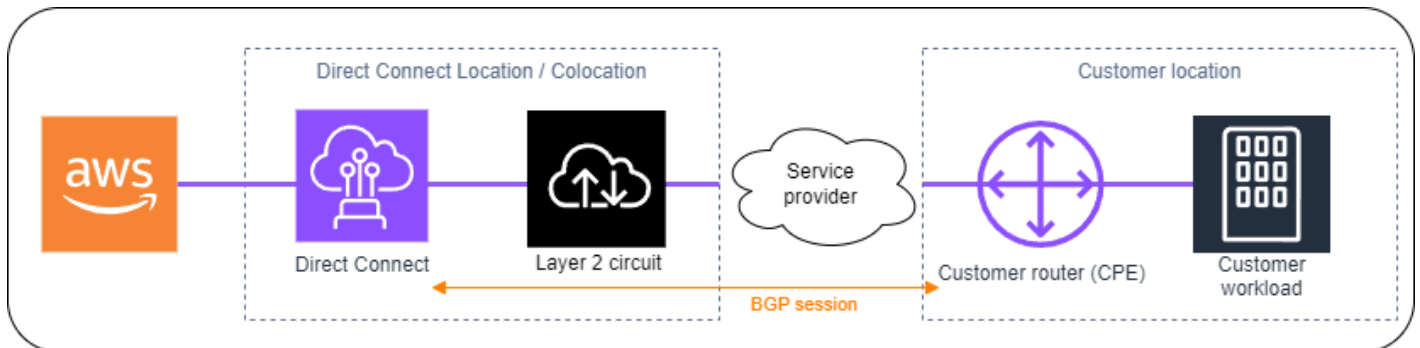 Direct Connect Location / Colocation
Customer location
aws
Service
provider
Direct Connect
Layer 2 circuit
Customer router (CPE)
Customer
workload
BGP session